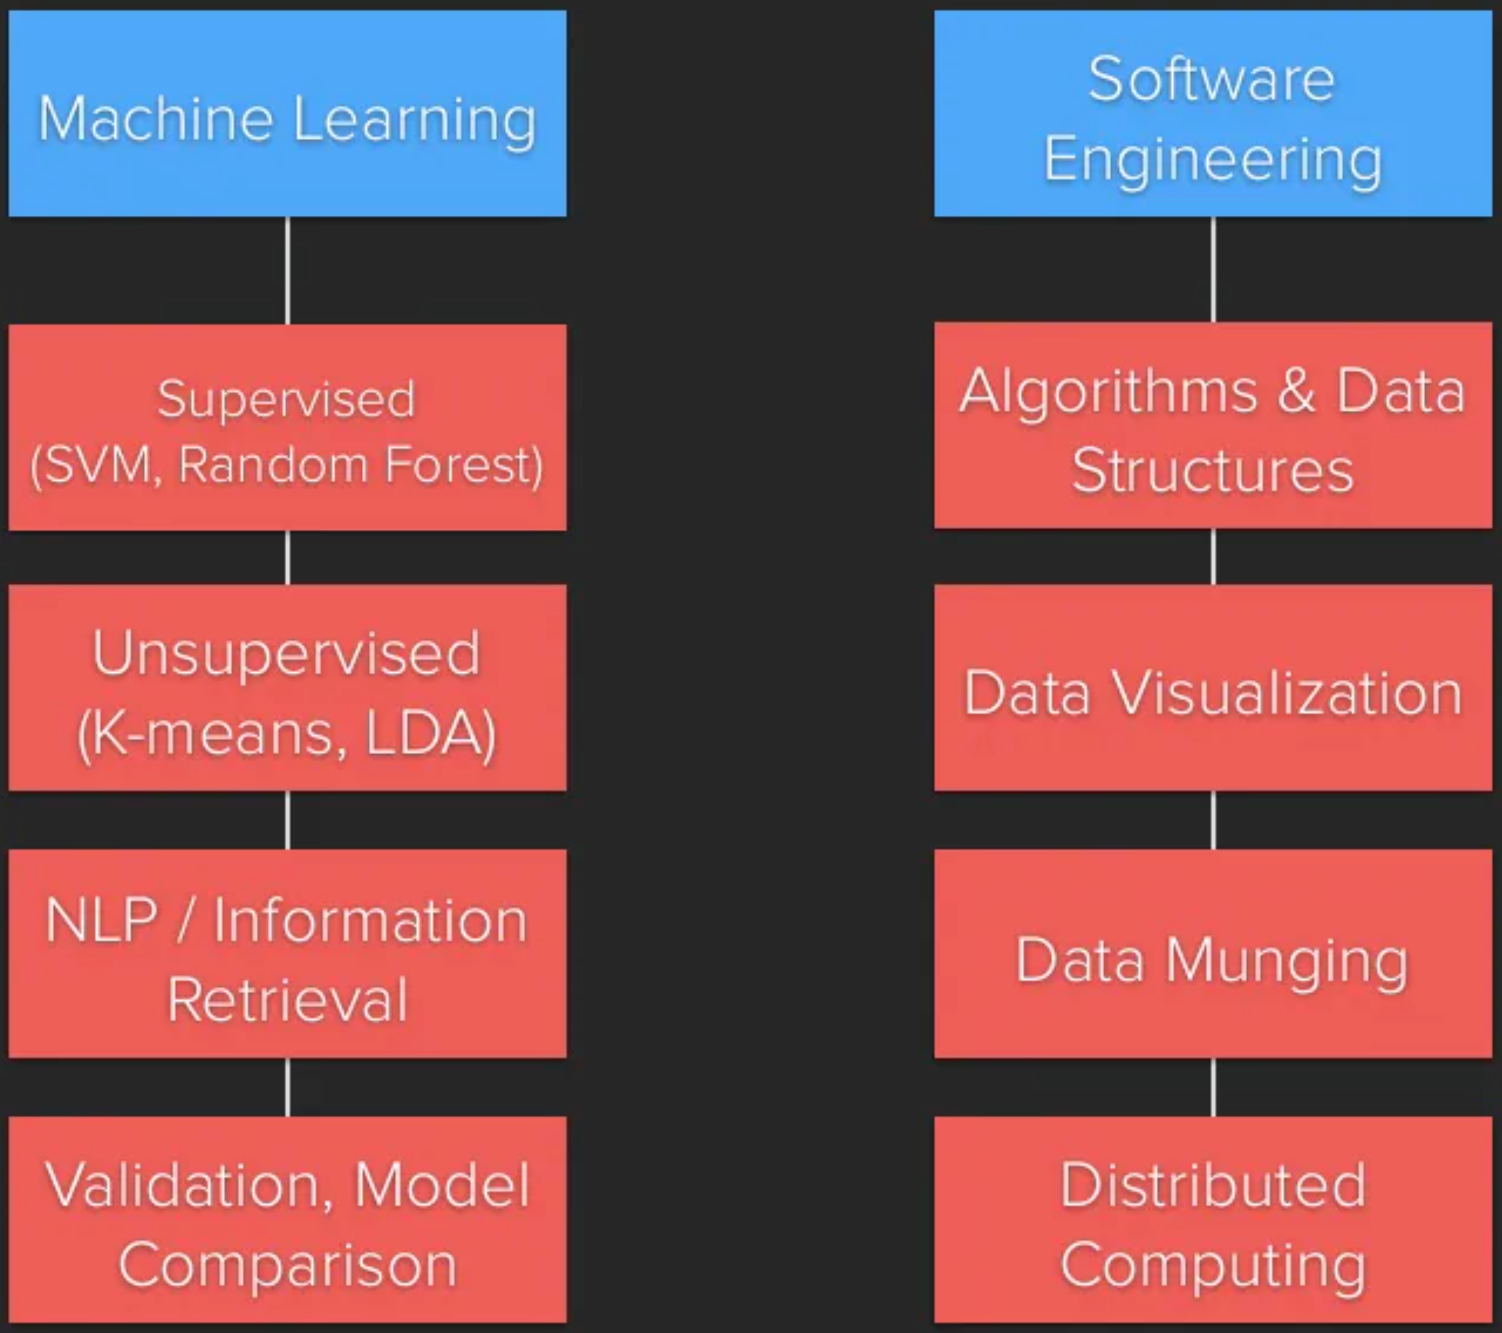 Machine Learning
Supervised
(SVM, Random Forest)
Unsupervised
(K-means, LDA)
NLP / Information
Retrieval
Validation, Model
Comparison
Software
Engineering
Algorithms & Data
Structures
Data Visualization
Data Munging
Distributed
Computing